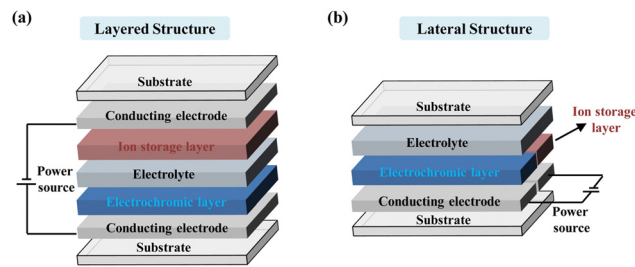 (a)
Layered Structure
Substrate
Conducting electrode
Ion storage layer
Power
source
Electrolyte
Electrochromic layer
Conducting electrode
Substrate
(b)
Lateral Structure
Substrate
Ion storage
layer
Electrolyte
Electrochromic layer
Conducting electrode
Power
source
Substrate